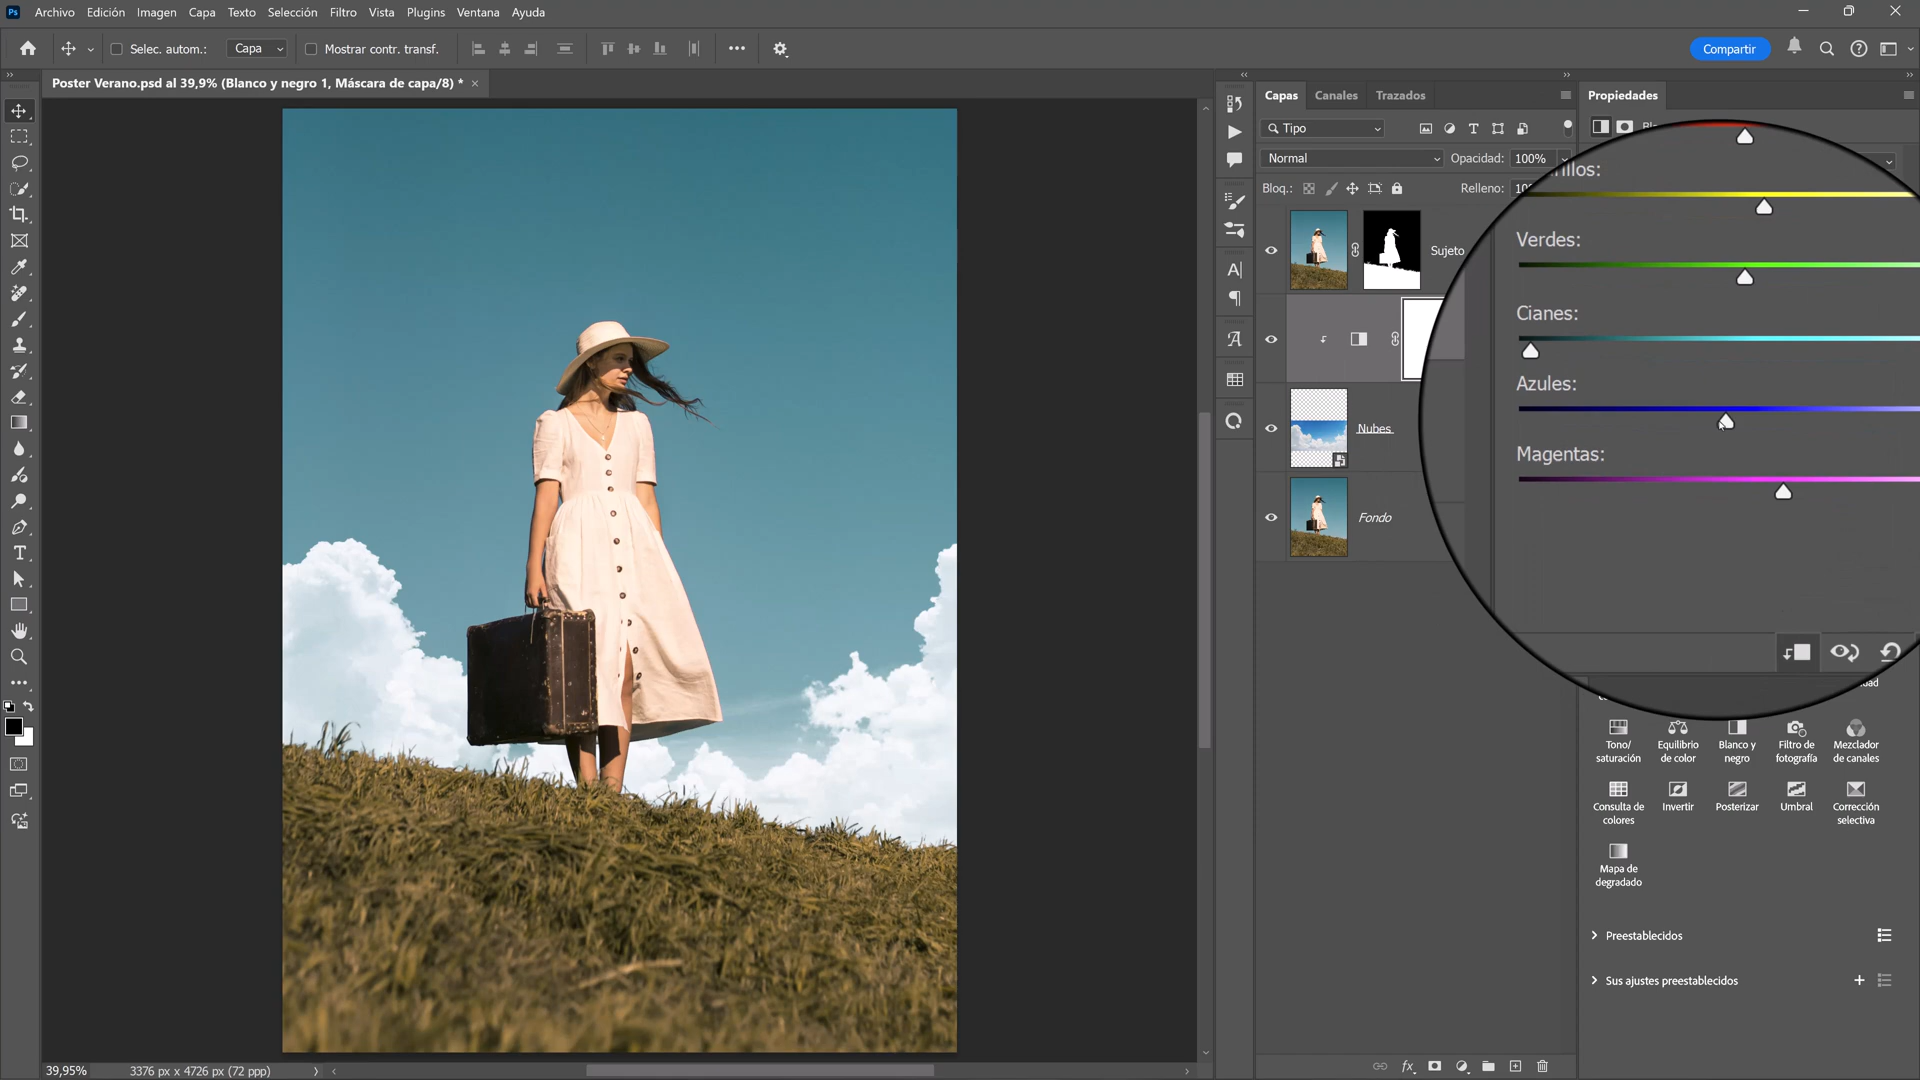 Ps Archivo Edición Imagen Capa Texto Selección Filtro Vista Plugins Ventana Ayuda
Selec. autom.: Capa Mostrar contr. transf. Compartir
Poster Verano.psd al 39,9% (Blanco y negro 1, Máscara de capa/8) *
Capas Canales Trazados Propiedades
Tipo
Normal Opacidad: 100%
Bloq.: Relleno:
Sujeto
Nubes
Fondo
Verdes:
Cianes:
Azules:
Magentas:
Tono/
saturación
Equilibrio
de color
Blanco y
negro
Filtro de
fotografía
Mezclador
de canales
Consulta de
colores
Invertir
Posterizar
Umbral
Corrección
selectiva
Mapa de
degradado
Preestablecidos
Sus ajustes preestablecidos
39,95% 3376 px x 4726 px (72 ppp)